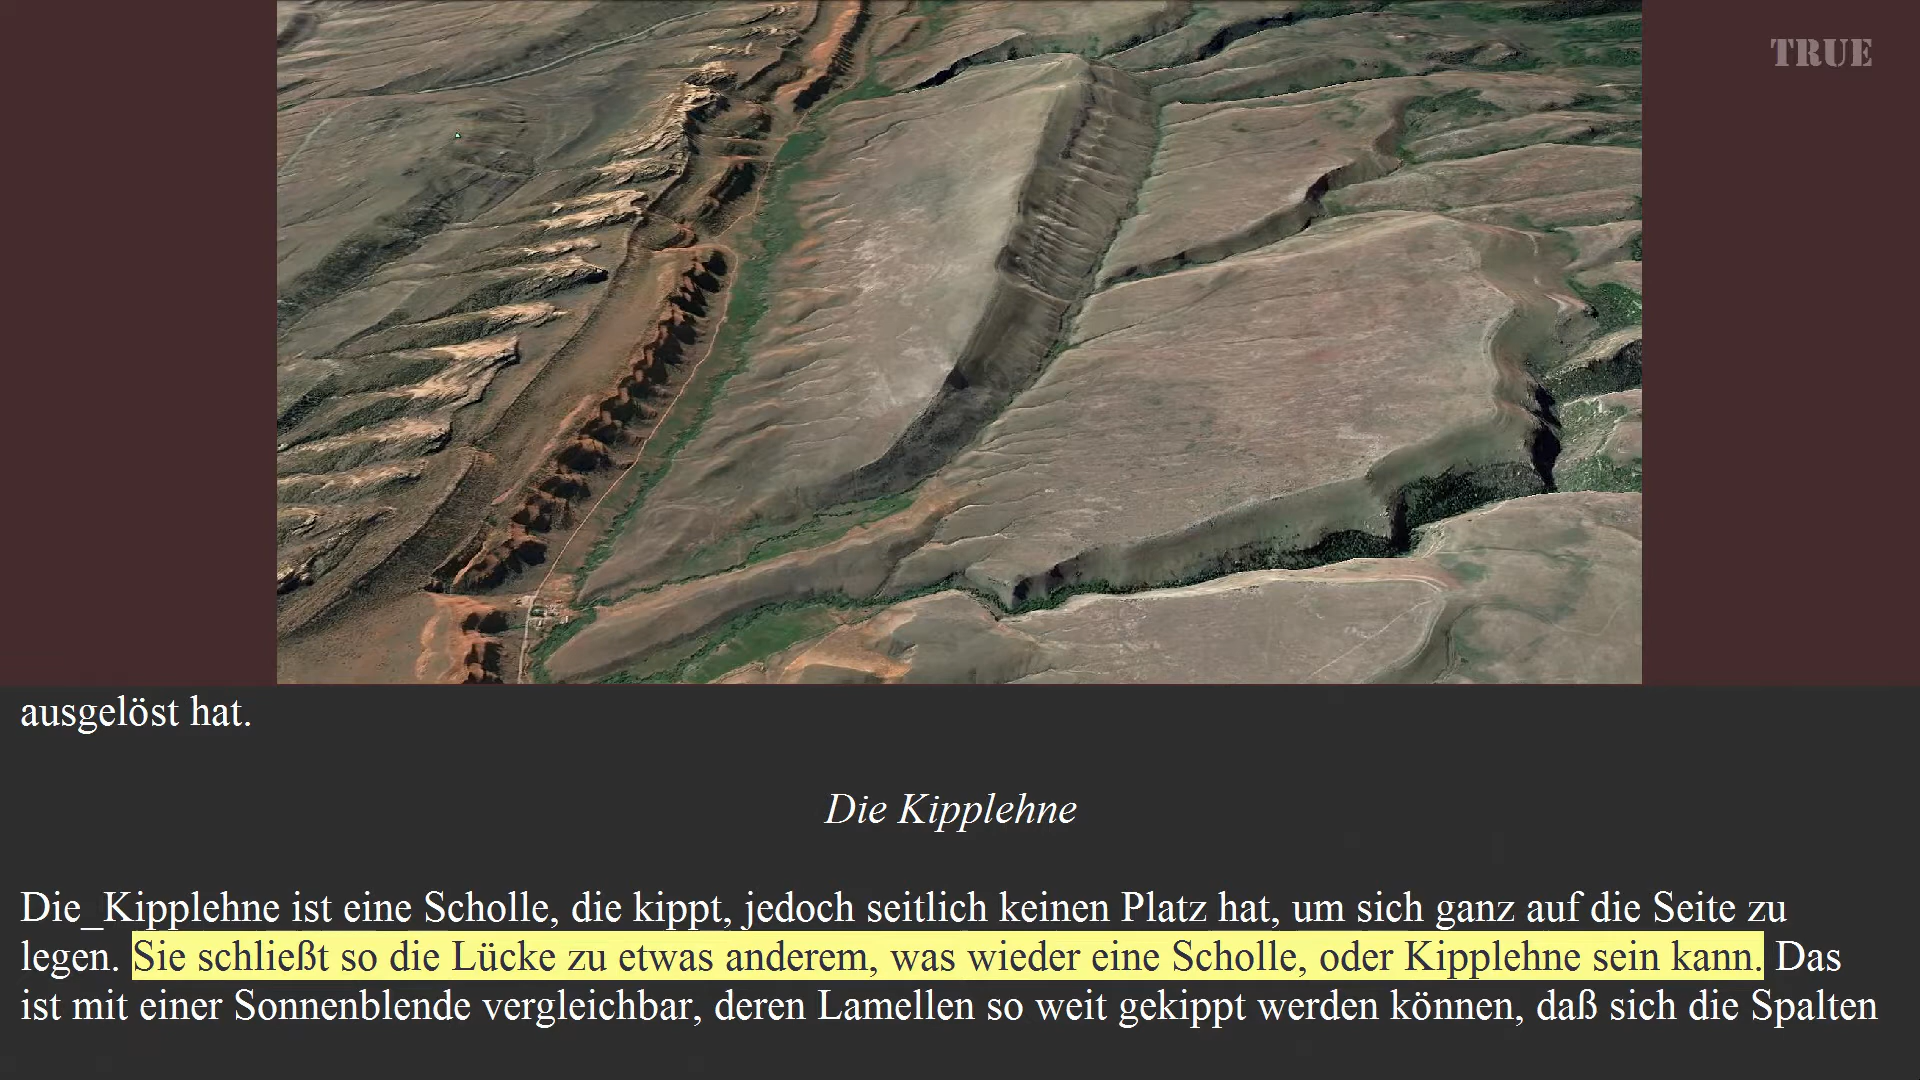 TRUE
ausgelöst hat.
Die Kipplehne
Die_Kipplehne ist eine Scholle, die kippt, jedoch seitlich keinen Platz hat, um sich ganz auf die Seite zu
legen. Sie schließt so die Lücke zu etwas anderem, was wieder eine Scholle, oder Kipplehne sein kann. Das
ist mit einer Sonnenblende vergleichbar, deren Lamellen so weit gekippt werden können, daß sich die Spalten